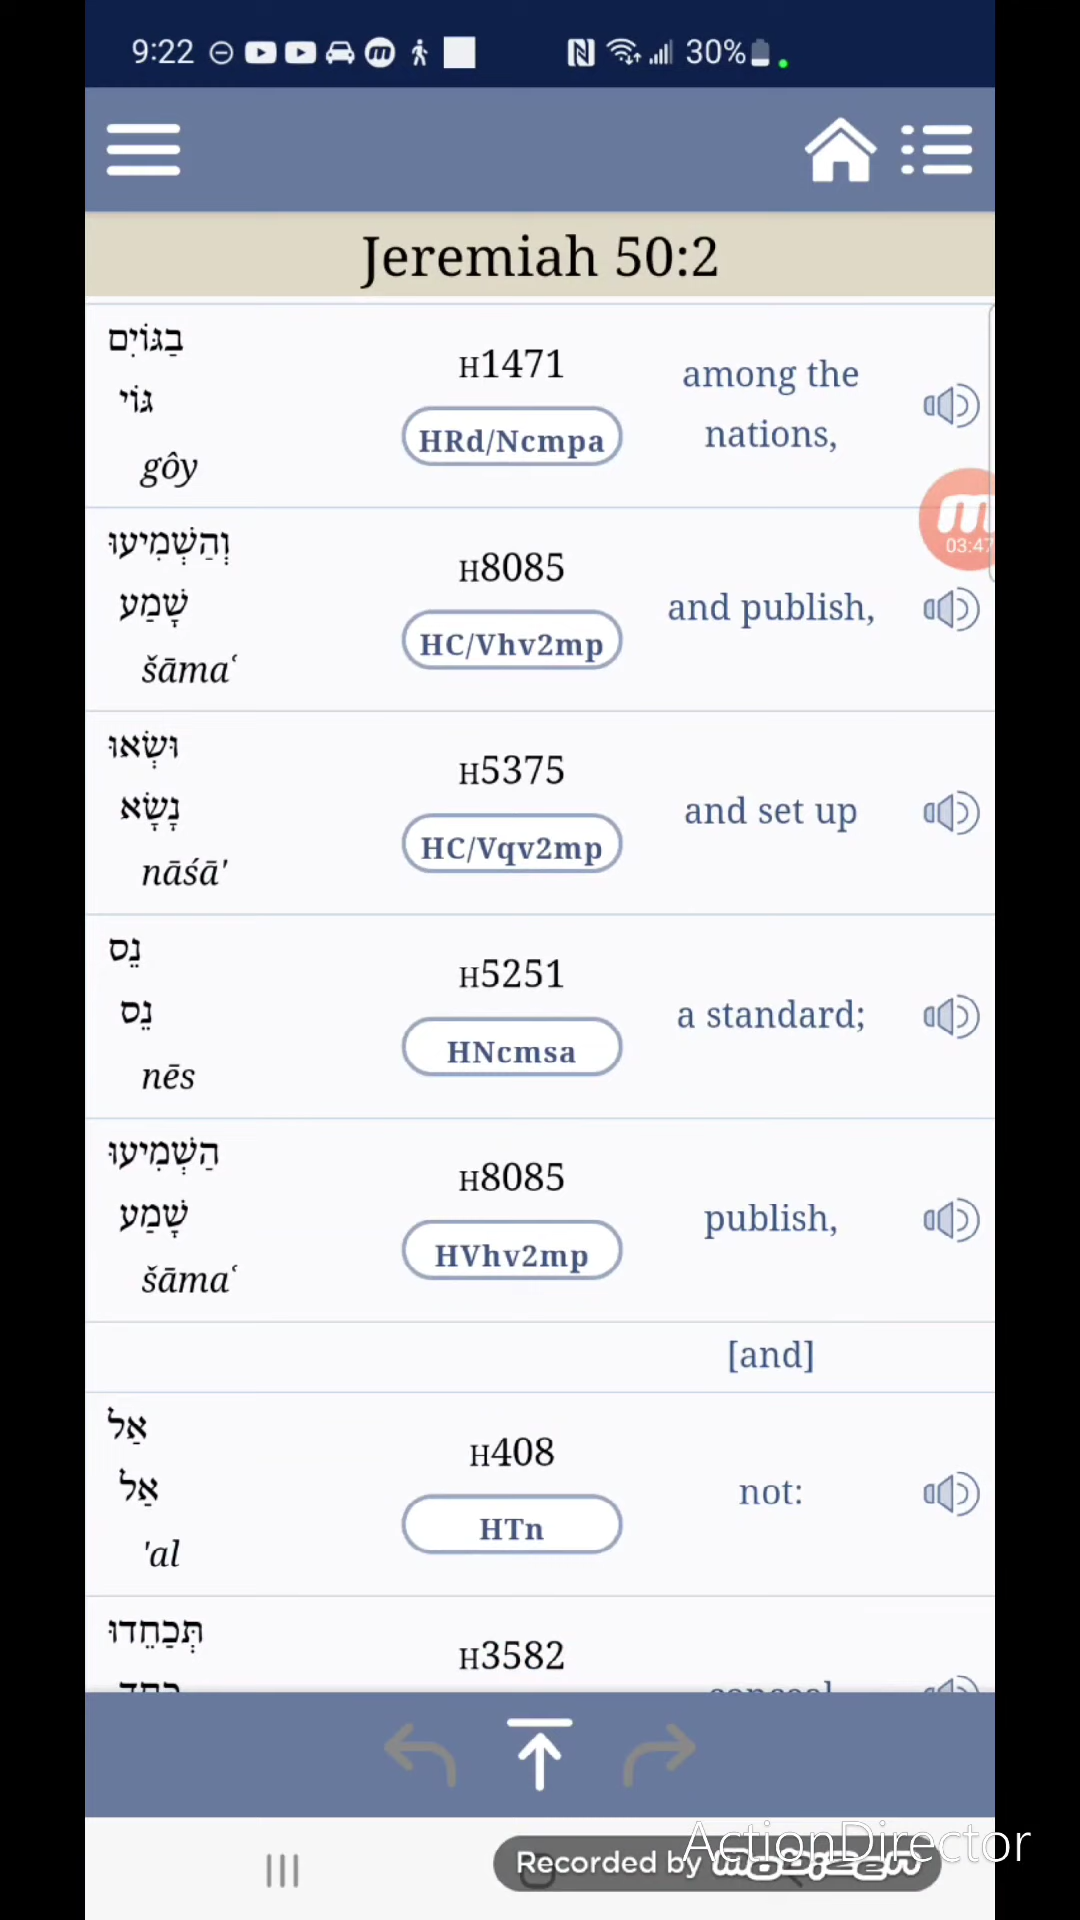 9:22
30%
Jeremiah 50:2
בַגּוֹיִם
גּוֹי
gôy
H1471
HRd/Ncmpa
among the
nations,
03:47
וְהַשְׁמִיעוּ
שָׁמַע
šāmaʿ
H8085
HC/Vhv2mp
and publish,
וּשְׂאוּ
נָשָׂא
nāśā'
H5375
HC/Vqv2mp
and set up
נֵס
נֵס
nēs
H5251
HNcmsa
a standard;
הַשְׁמִיעוּ
שָׁמַע
šāmaʿ
H8085
HVhv2mp
publish,
[and]
אַל
אַל
'al
H408
HTn
not:
תְּכַחֵדוּ
H3582
ActionDirector
Recorded by MOBIZEN